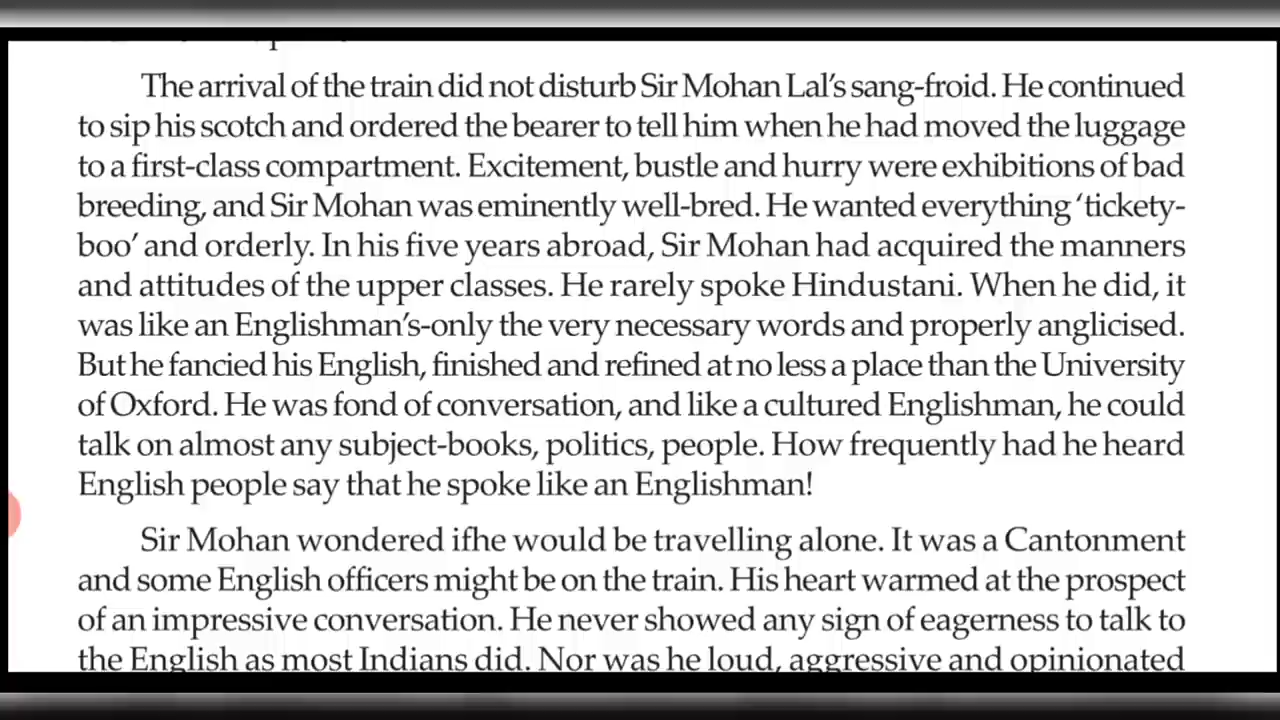 The arrival of the train did not disturb Sir Mohan Lal's sang-froid. He continued
to sip his scotch and ordered the bearer to tell him when he had moved the luggage
to a first-class compartment. Excitement, bustle and hurry were exhibitions of bad
breeding, and Sir Mohan was eminently well-bred. He wanted everything 'tickety-
boo' and orderly. In his five years abroad, Sir Mohan had acquired the manners
and attitudes of the upper classes. He rarely spoke Hindustani. When he did, it
was like an Englishman's-only the very necessary words and properly anglicised.
But he fancied his English, finished and refined at no less a place than the University
of Oxford. He was fond of conversation, and like a cultured Englishman, he could
talk on almost any subject-books, politics, people. How frequently had he heard
English people say that he spoke like an Englishman!
Sir Mohan wondered ifhe would be travelling alone. It was a Cantonment
and some English officers might be on the train. His heart warmed at the prospect
of an impressive conversation. He never showed any sign of eagerness to talk to
the English as most Indians did. Nor was he loud, aggressive and opinionated